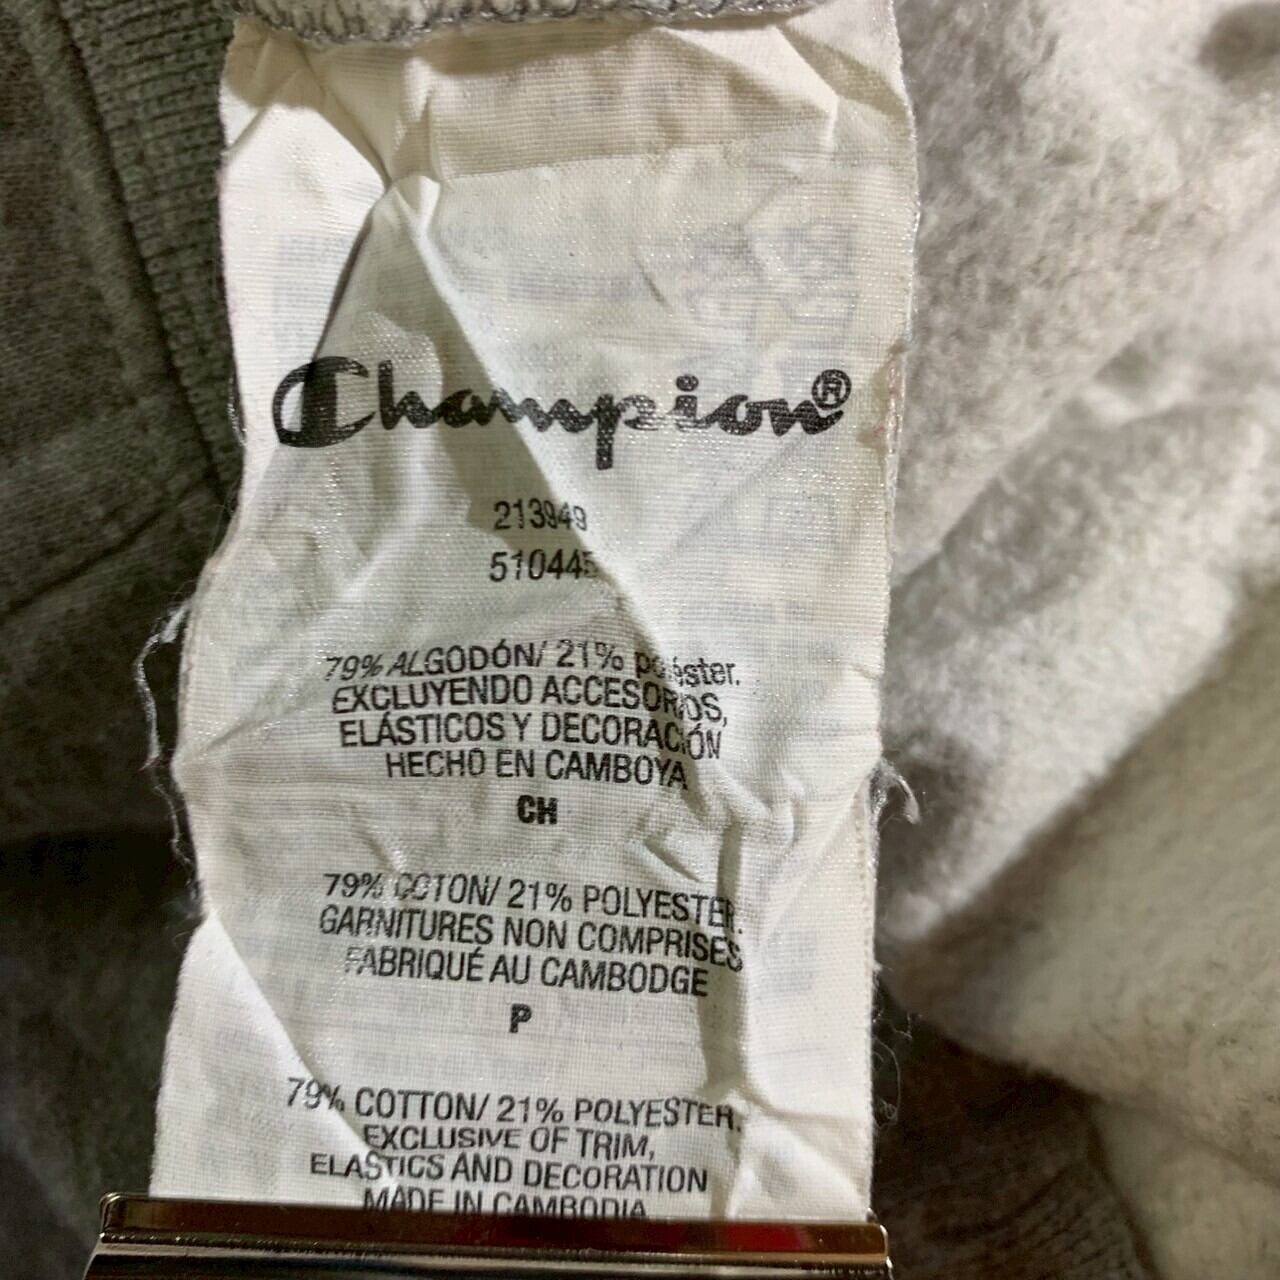 Champion®
213949
510445
79% ALGODÓN/ 21% poliéster.
EXCLUYENDO ACCESORIOS,
ELÁSTICOS Y DECORACIÓN
HECHO EN CAMBOYA
CH
79% COTON/ 21% POLYESTER.
GARNITURES NON COMPRISES
FABRIQUÉ AU CAMBODGE
P
79% COTTON/ 21% POLYESTER.
EXCLUSIVE OF TRIM,
ELASTICS AND DECORATION
MADE IN CAMBODIA